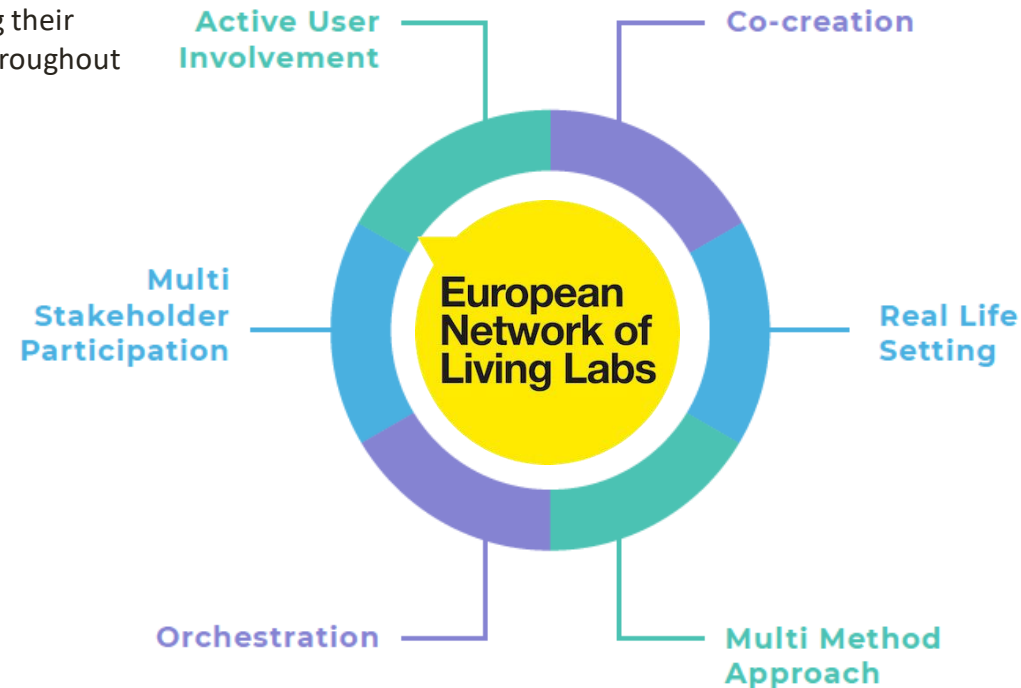 g their
roughout
Active User
Involvement
Co-creation
Multi
Stakeholder
Participation
European
Network of
Living Labs
Real Life
Setting
Orchestration
Multi Method
Approach